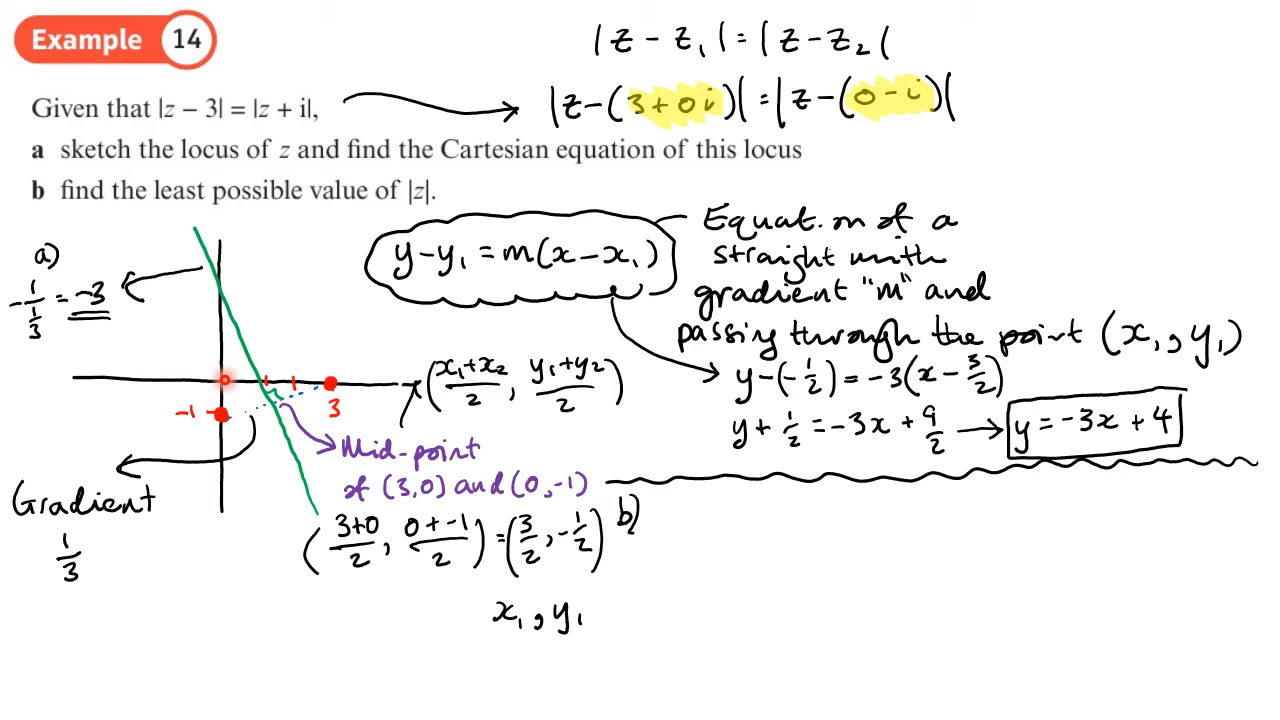 Example 14
|z - z₁| = |z - z₂|
Given that |z − 3| = |z + i|,
|z - (3 + 0i)| = |z - (0 - i)|
a sketch the locus of z and find the Cartesian equation of this locus
b find the least possible value of |z|.
a)
-1/(1/3) = -3
y - y₁ = m(x - x₁)
Equation of a
straight with
gradient "m" and
passing through the point (x₁, y₁)
((x₁+x₂)/2, (y₁+y₂)/2)
y - (-1/2) = -3(x - 3/2)
y + 1/2 = -3x + 9/2 → y = -3x + 4
-1
3
Mid-point
of (3,0) and (0,-1)
((3+0)/2, (0+-1)/2) = (3/2, -1/2)
x₁, y₁
Gradient
1/3
b)